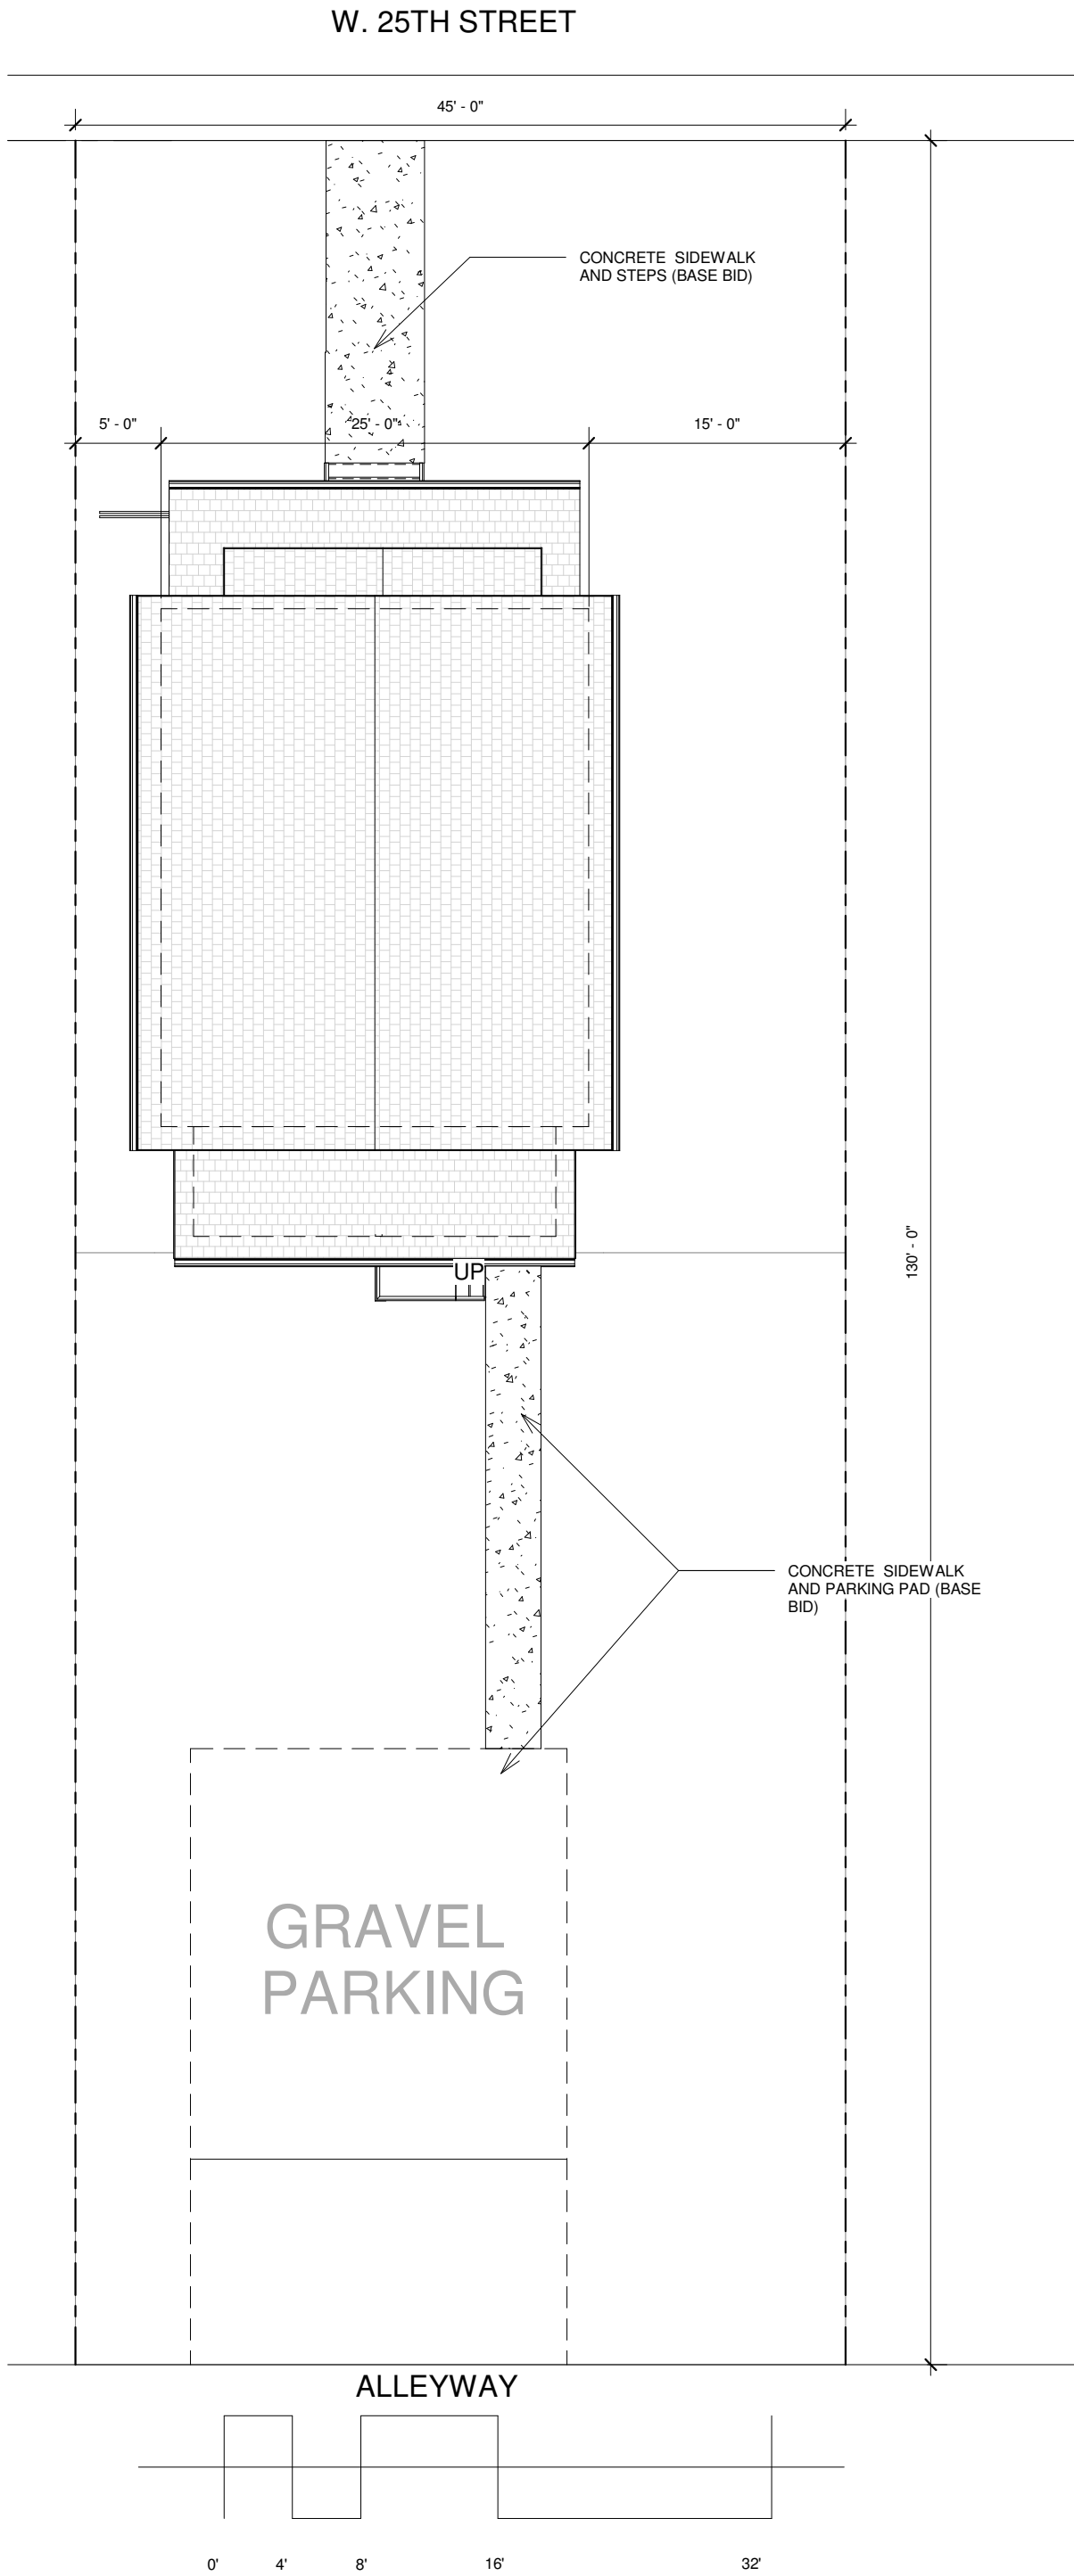 W. 25TH STREET
45' - 0"
CONCRETE SIDEWALK
AND STEPS (BASE BID)
5' - 0"
25' - 0"
15' - 0"
130' - 0"
UP
CONCRETE SIDEWALK
AND PARKING PAD (BASE
BID)
GRAVEL
PARKING
ALLEYWAY
0' 4' 8' 16' 32'